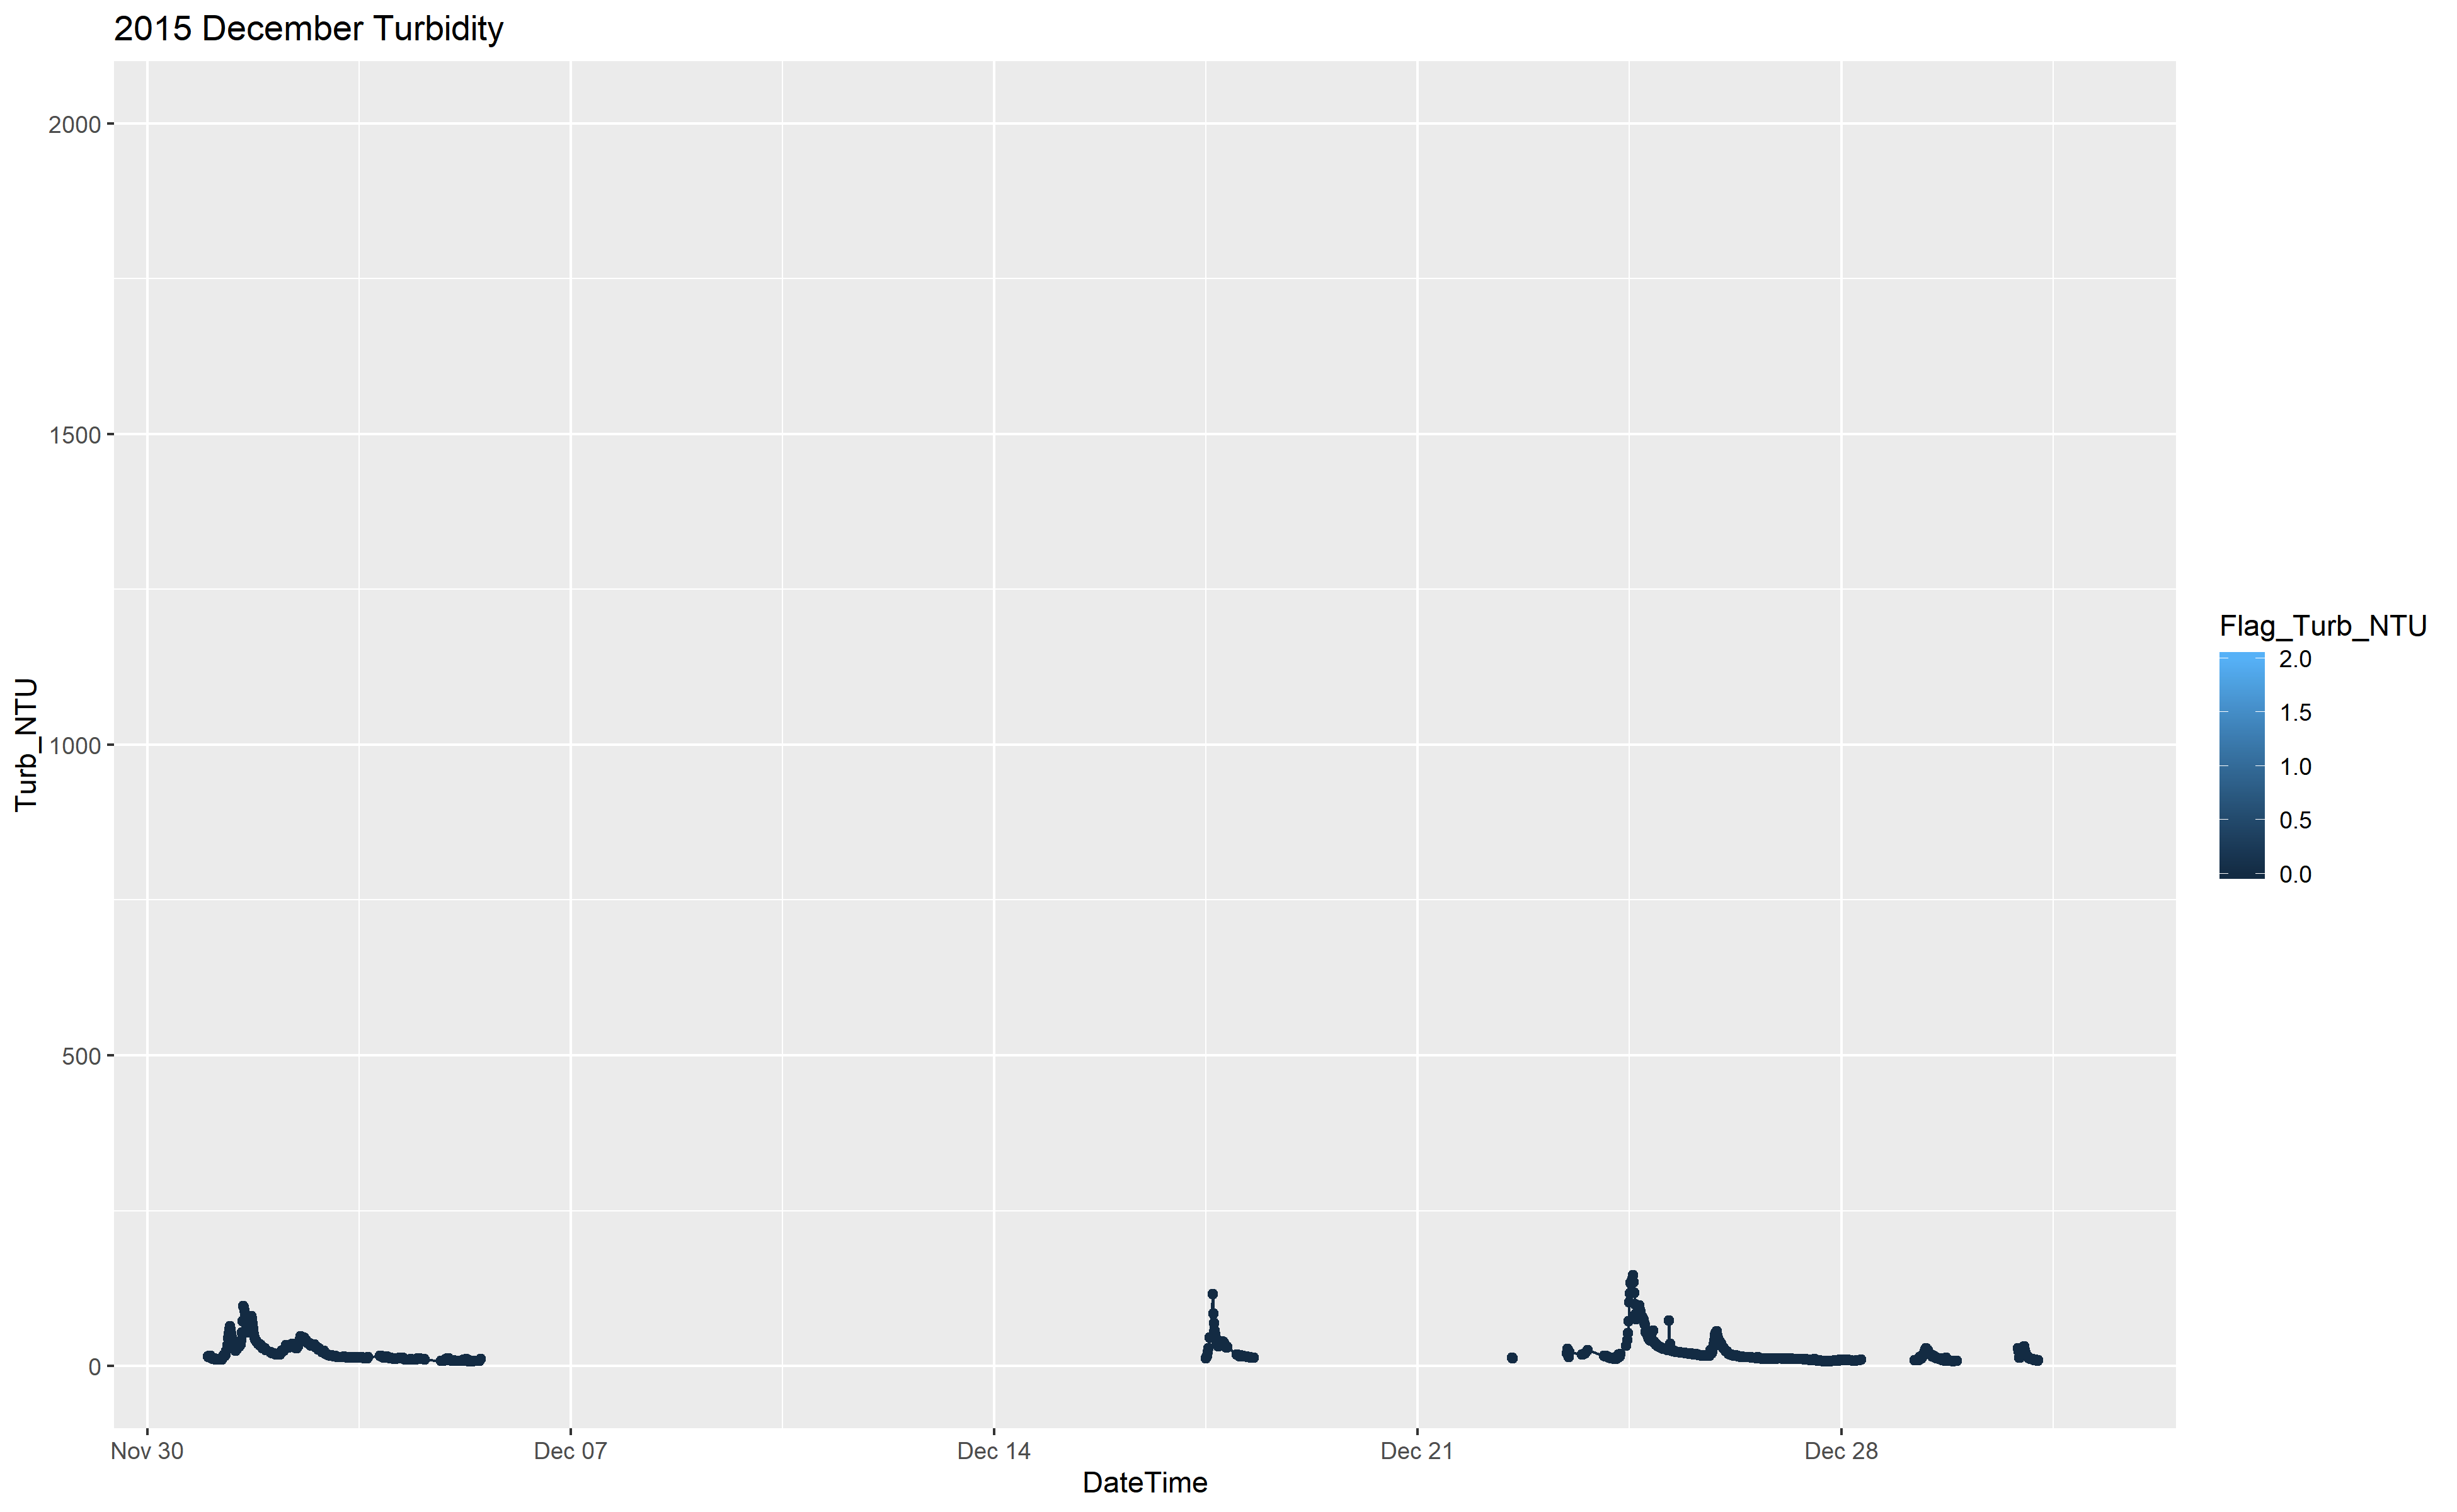 2015 December Turbidity
2000
1500
1000
500
0
Turb_NTU
Nov 30
Dec 07
Dec 14
Dec 21
Dec 28
DateTime
Flag_Turb_NTU
2.0
1.5
1.0
0.5
0.0